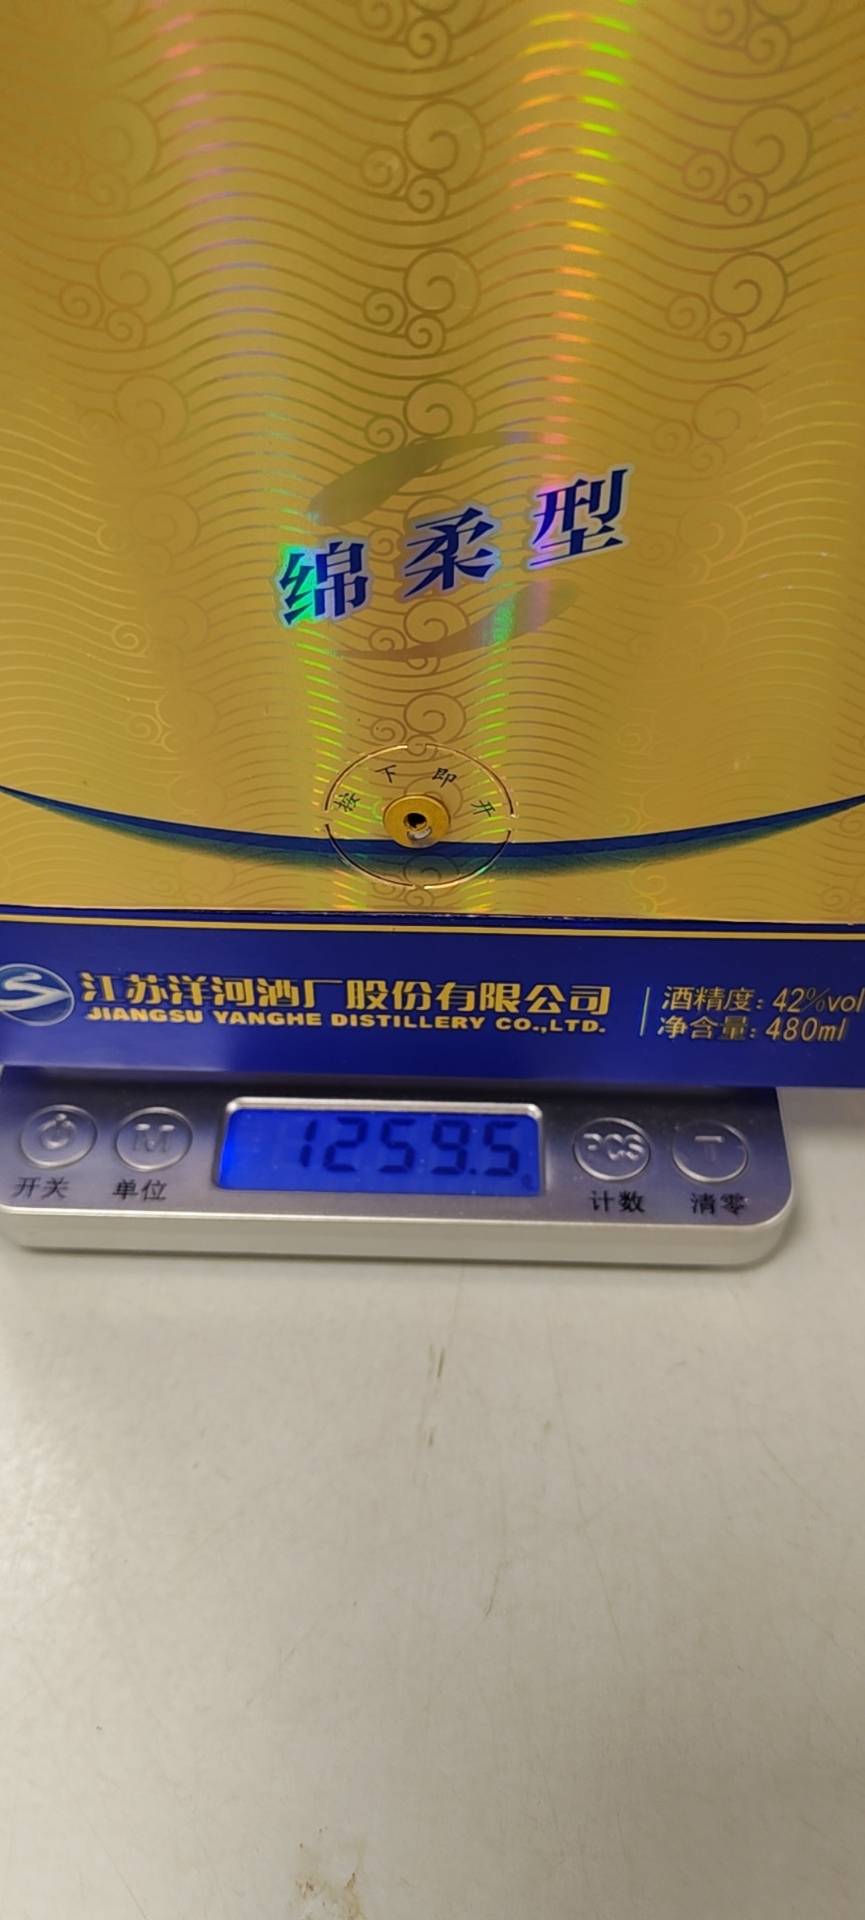 绵柔型
按下即开
江苏洋河酒厂股份有限公司
JIANGSU YANGHE DISTILLERY CO.,LTD.
酒精度: 42%vol
净含量: 480ml
M
1259.5
PCS
T
开关
单位
计数
清零